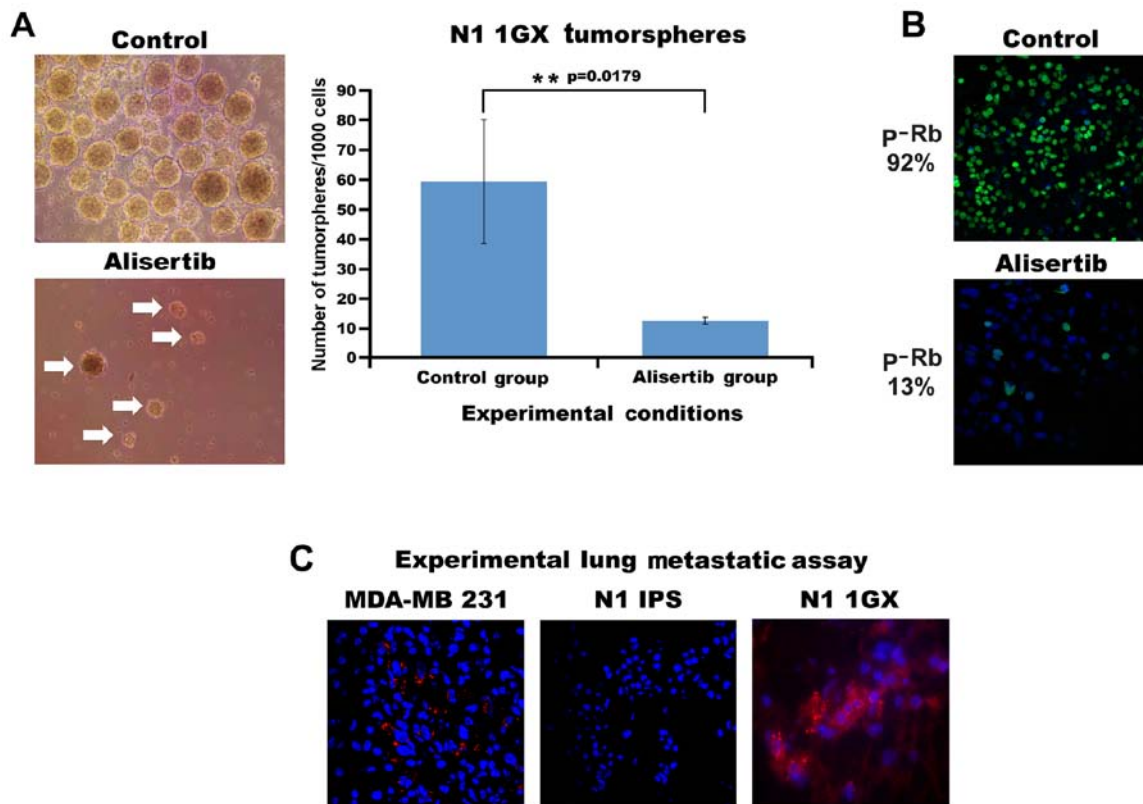 A
Control
Alisertib
N1 1GX tumorspheres
** p=0.0179
Number of tumorpheres/1000 cells
90
80
70
60
50
40
30
20
10
0
Control group
Alisertib group
Experimental conditions
B
Control
p-Rb
92%
Alisertib
p-Rb
13%
C
Experimental lung metastatic assay
MDA-MB 231
N1 IPS
N1 1GX